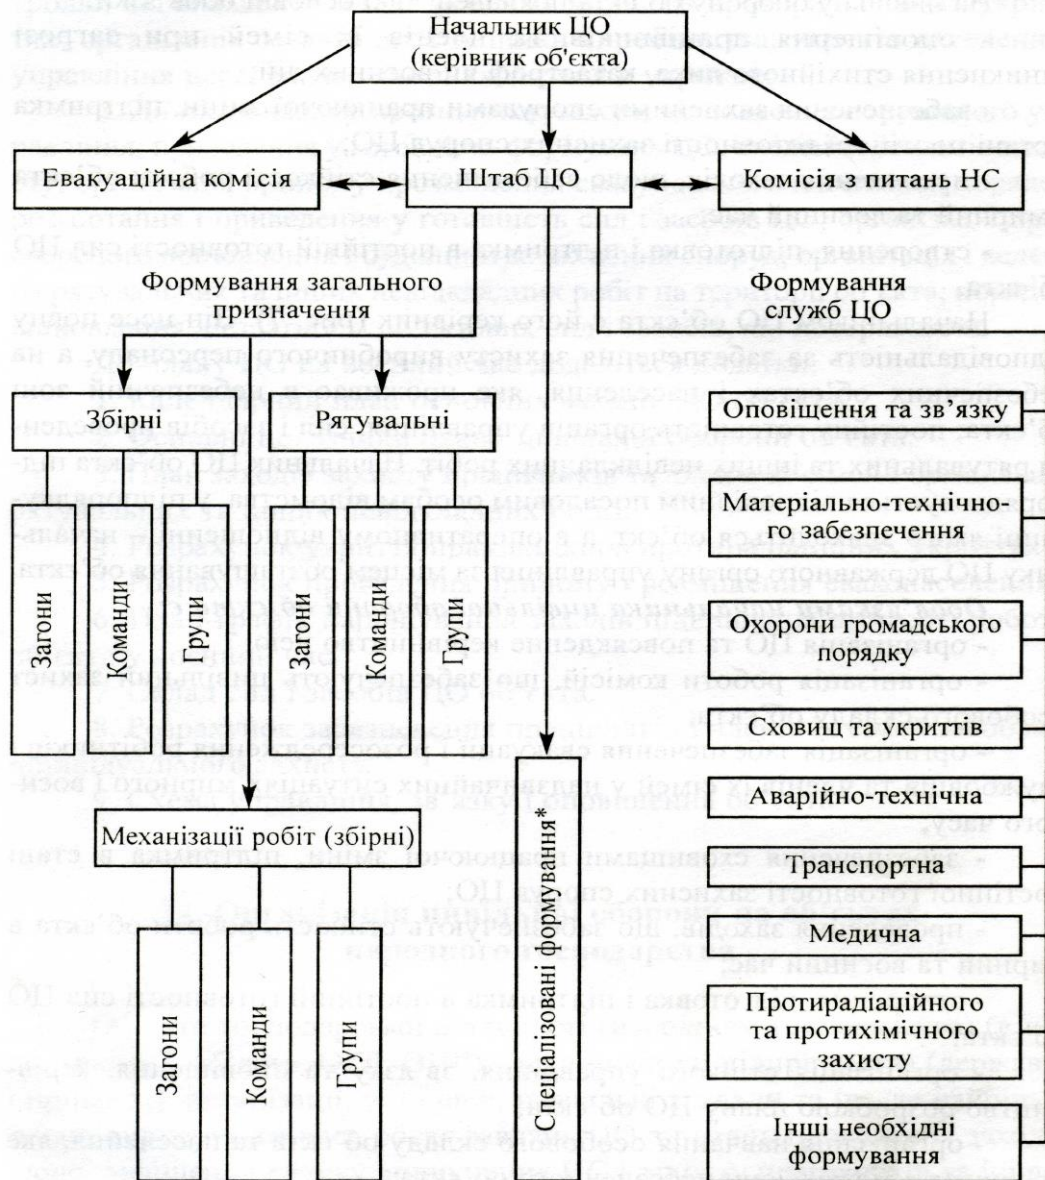 Начальник ЦО
(керівник об'єкта)
Евакуаційна комісія
Штаб ЦО
Комісія з питань НС
Формування загального
призначення
Формування
служб ЦО
Збірні
Рятувальні
Загони
Команди
Групи
Загони
Команди
Групи
Механізації робіт (збірні)
Загони
Команди
Групи
Спеціалізовані формування*
Оповіщення та зв’язку
Матеріально-технічно-
го забезпечення
Охорони громадського
порядку
Сховищ та укриттів
Аварійно-технічна
Транспортна
Медична
Протирадіаційного
та протихімічного
захисту
Інші необхідні
формування